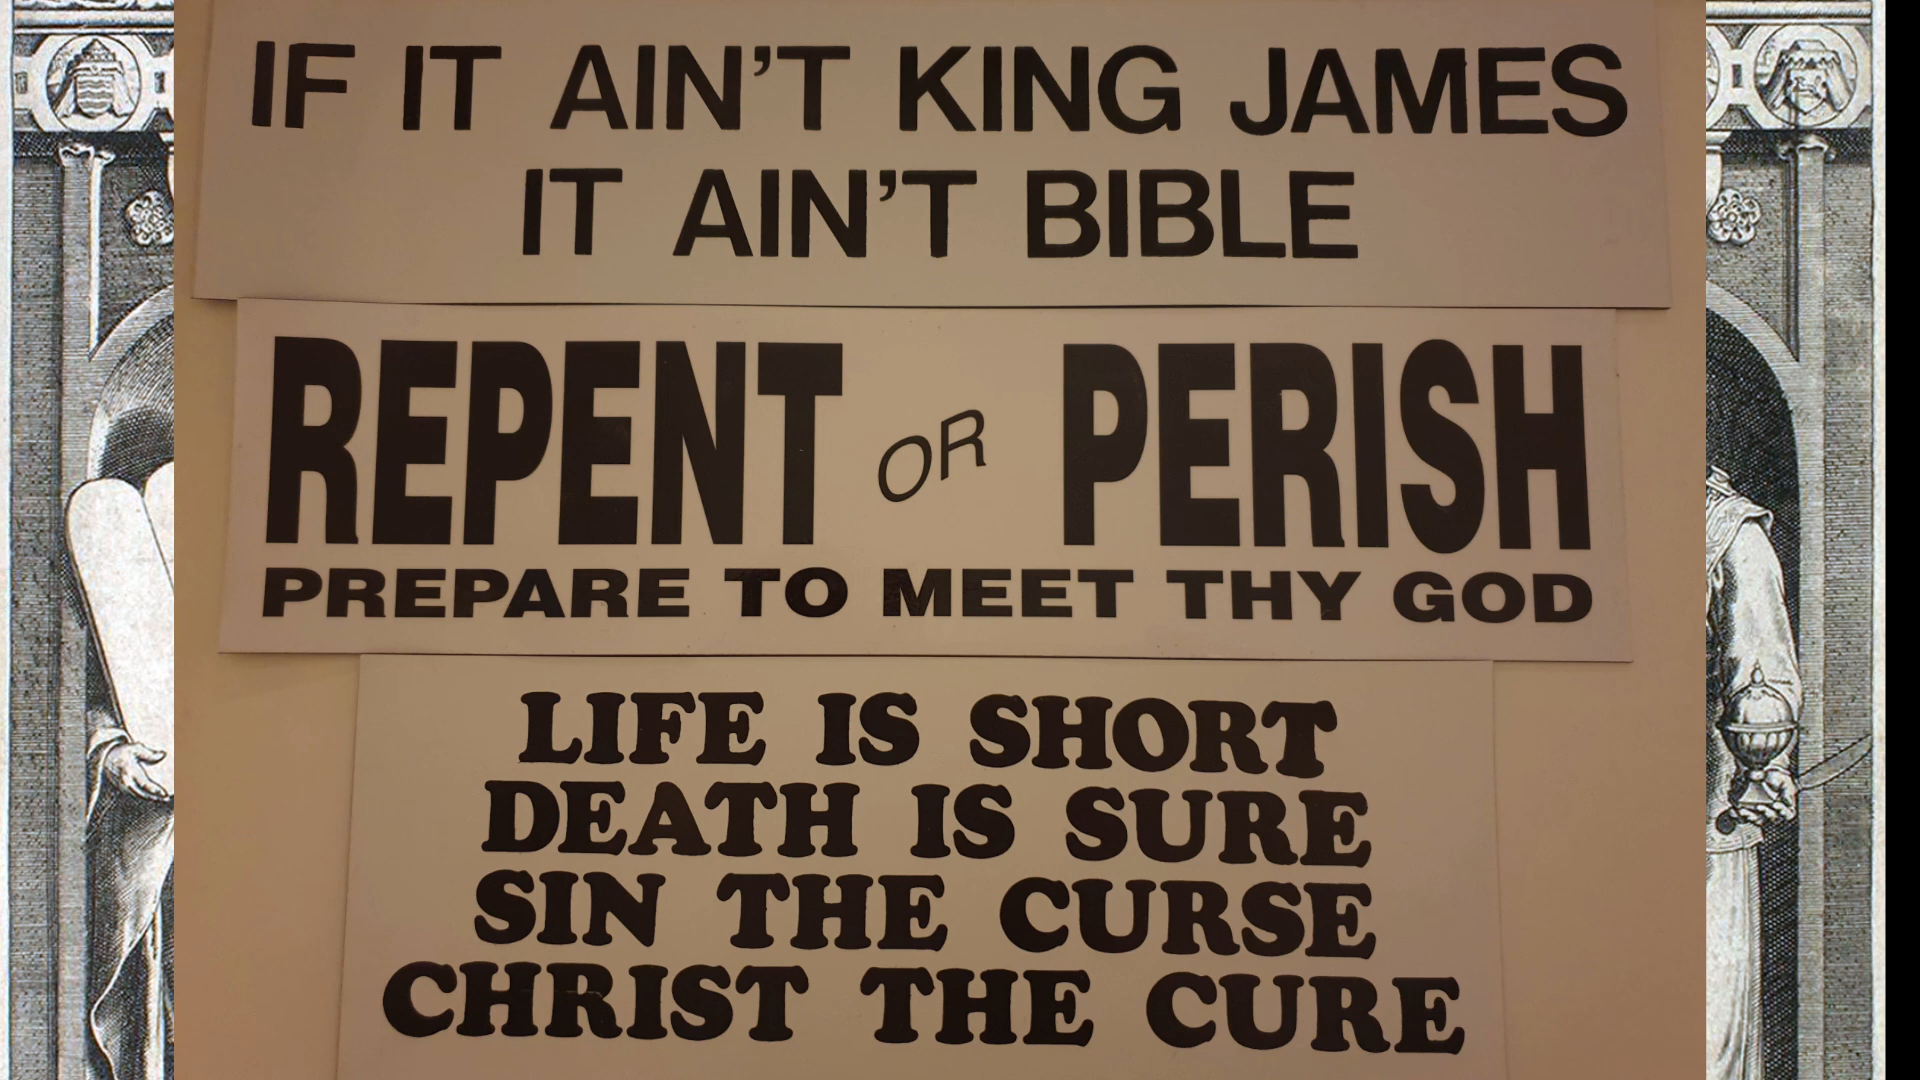 IF IT AIN'T KING JAMES
IT AIN'T BIBLE
REPENT OR PERISH
PREPARE TO MEET THY GOD
LIFE IS SHORT
DEATH IS SURE
SIN THE CURSE
CHRIST THE CURE